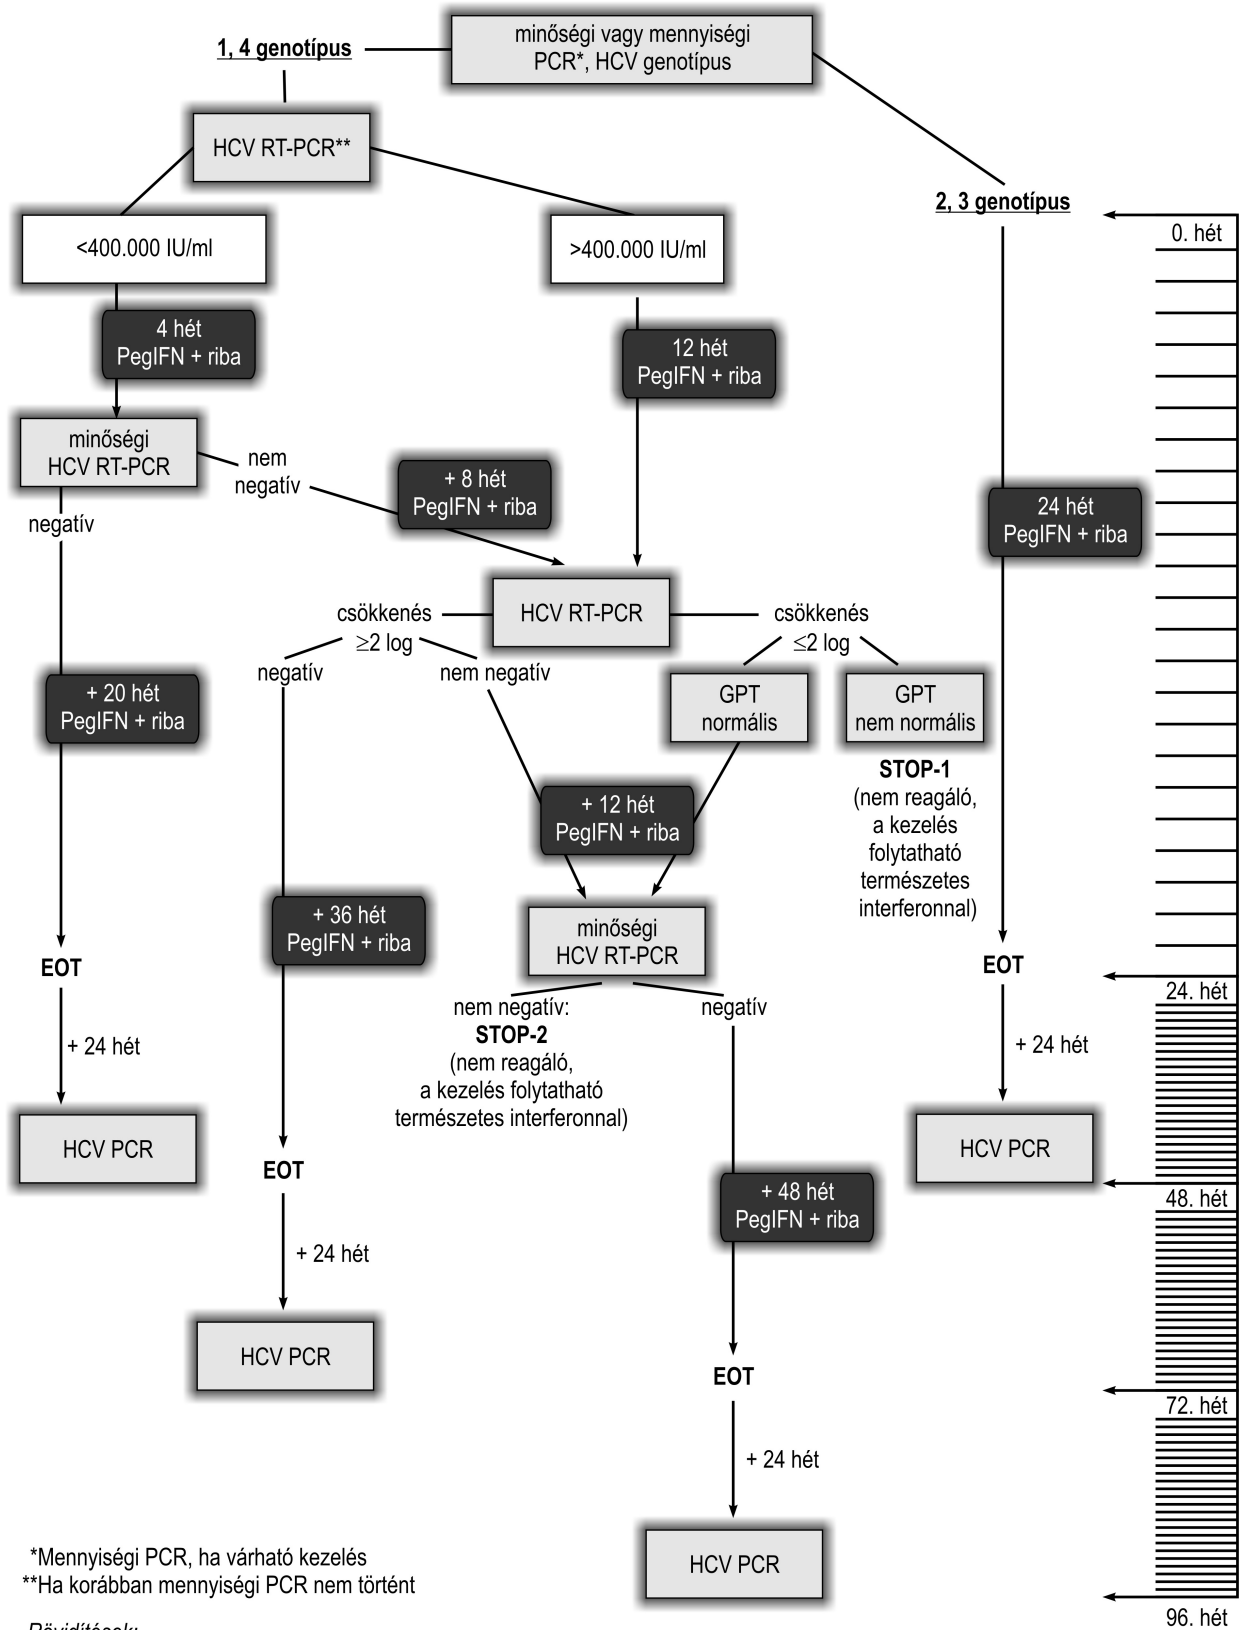 minőségi vagy mennyiségi
PCR*, HCV genotípus
1, 4 genotípus
HCV RT-PCR**
2, 3 genotípus
<400.000 IU/ml
>400.000 IU/ml
0. hét
4 hét
PegIFN + riba
12 hét
PegIFN + riba
minőségi
HCV RT-PCR
nem
negatív
+ 8 hét
PegIFN + riba
24 hét
PegIFN + riba
negatív
HCV RT-PCR
csökkenés
≥2 log
csökkenés
≤2 log
negatív
nem negatív
GPT
normális
GPT
nem normális
+ 20 hét
PegIFN + riba
STOP-1
(nem reagáló,
a kezelés
folytatható
természetes
interferonnal)
+ 12 hét
PegIFN + riba
+ 36 hét
PegIFN + riba
minőségi
HCV RT-PCR
EOT
EOT
24. hét
nem negatív:
STOP-2
(nem reagáló,
a kezelés folytatható
természetes interferonnal)
negatív
+ 24 hét
+ 24 hét
HCV PCR
HCV PCR
EOT
+ 48 hét
PegIFN + riba
48. hét
+ 24 hét
HCV PCR
EOT
72. hét
+ 24 hét
HCV PCR
*Mennyiségi PCR, ha várható kezelés
**Ha korábban mennyiségi PCR nem történt
96. hét
Rövidítések: